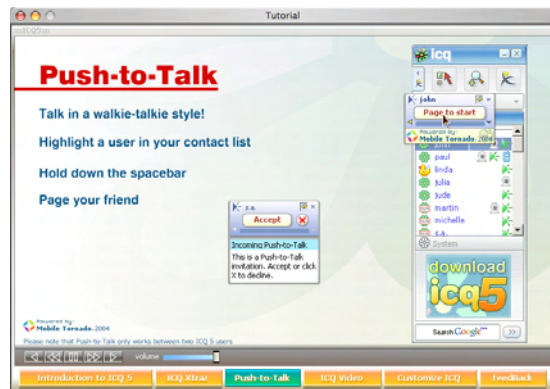 Tutorial
icq
Push-to-Talk
john
Page to start
Talk in a walkie-talkie style!
Powered by:
Mobile Tornado-2004
Highlight a user in your contact list
paul
linda
Hold down the spacebar
julia
jude
Page your friend
martin
michelle
s.a.
s.a.
Accept
System
Incoming Push-to-Talk
This is a Push-to-Talk
invitation. Accept or click
X to decline.
download
icq5
Powered by:
Mobile Tornado-2004
Search Google
Please note that Push-to-Talk only works between two ICQ 5 users
volume
Introduction to ICQ 5
ICQ Xtraz
Push-to-Talk
ICQ Video
Customize ICQ
FeedBack